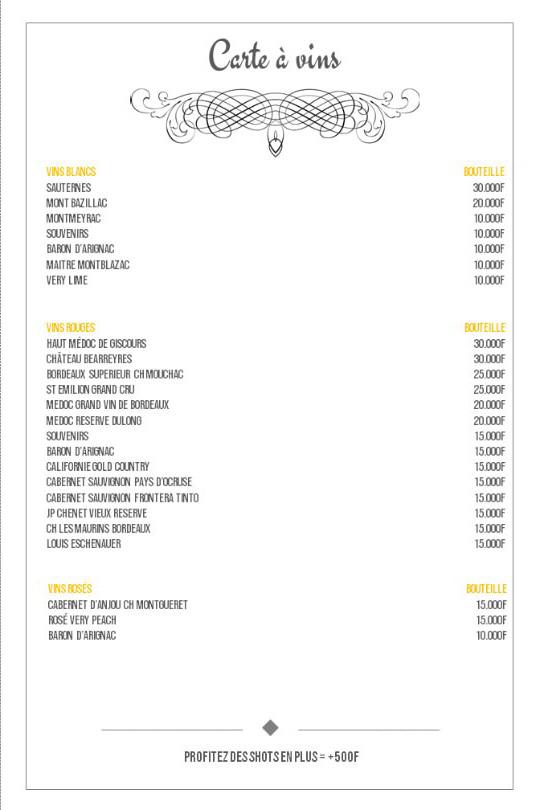 Carte à vins
VINS BLANCS BOUTEILLE
SAUTERNES 30.000F
MONT BAZILLAC 20.000F
MONTMEYRAC 10.000F
SOUVENIRS 10.000F
BARON D'ARIGNAC 10.000F
MAITRE MONTBLAZAC 10.000F
VERY LIME 10.000F
VINS ROUGES BOUTEILLE
HAUT MÉDOC DE GISCOURS 30.000F
CHÂTEAU BEARREYRES 30.000F
BORDEAUX SUPERIEUR CH MOUCHAC 25.000F
ST EMILION GRAND CRU 25.000F
MEDOC GRAND VIN DE BORDEAUX 20.000F
MEDOC RESERVE DULONG 20.000F
SOUVENIRS 15.000F
BARON D'ARIGNAC 15.000F
CALIFORNIE GOLD COUNTRY 15.000F
CABERNET SAUVIGNON PAYS D'OCRUSE 15.000F
CABERNET SAUVIGNON FRONTERA TINTO 15.000F
JP CHENET VIEUX RESERVE 15.000F
CH LES MAURINS BORDEAUX 15.000F
LOUIS ESCHENAUER 15.000F
VINS ROSÉS BOUTEILLE
CABERNET D'ANJOU CH MONTGUERET 15.000F
ROSÉ VERY PEACH 15.000F
BARON D'ARIGNAC 10.000F
PROFITEZ DES SHOTS EN PLUS = +500F